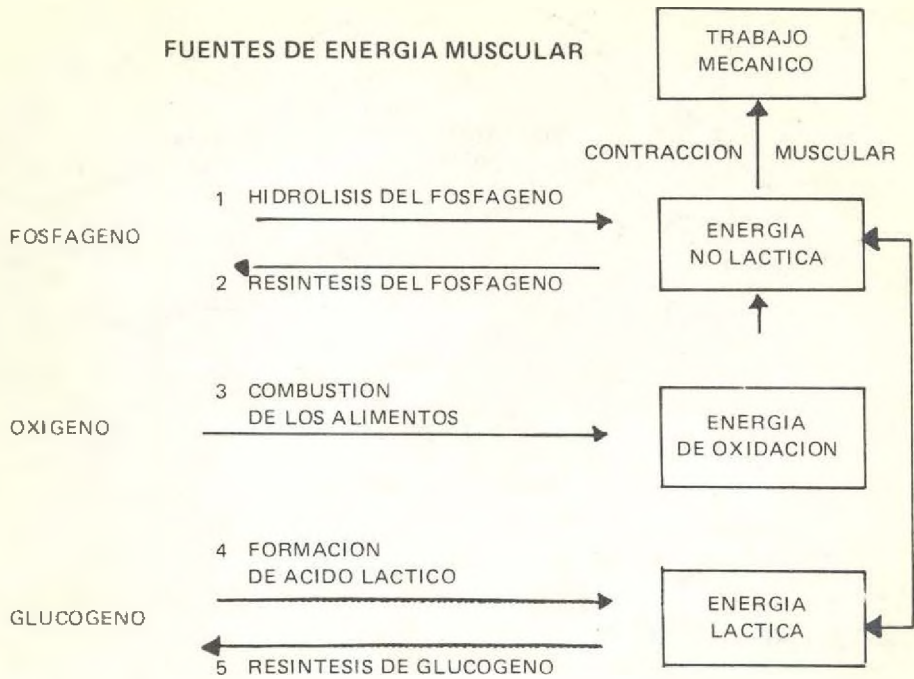 FUENTES DE ENERGIA MUSCULAR
TRABAJO
MECANICO
CONTRACCION MUSCULAR
1 HIDROLISIS DEL FOSFAGENO
FOSFAGENO
ENERGIA
NO LACTICA
2 RESINTESIS DEL FOSFAGENO
3 COMBUSTION
DE LOS ALIMENTOS
OXIGENO
ENERGIA
DE OXIDACION
4 FORMACION
DE ACIDO LACTICO
GLUCOGENO
ENERGIA
LACTICA
5 RESINTESIS DE GLUCOGENO